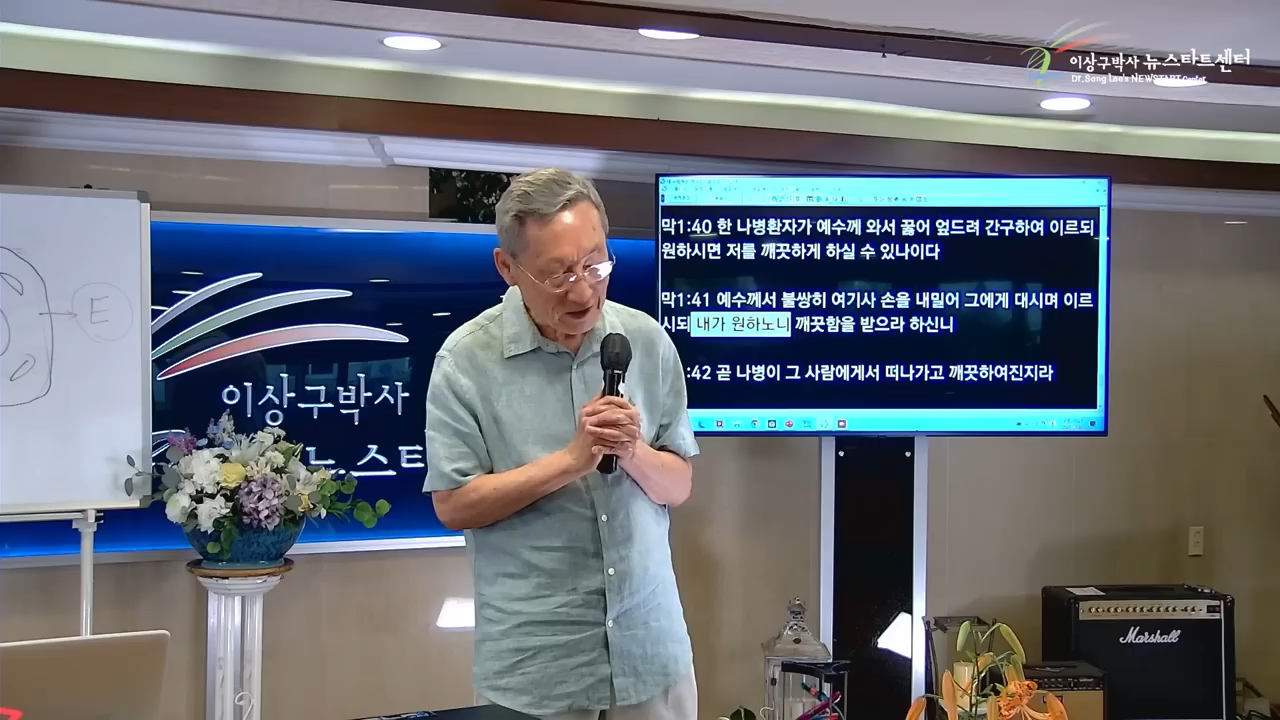 이상구박사 뉴스타트센터
Dr. Sang Lee's NEWSTART Center
E
이상구박사
뉴 스타
막1:40 한 나병환자가 예수께 와서 꿇어 엎드려 간구하여 이르되
원하시면 저를 깨끗하게 하실 수 있나이다
막1:41 예수께서 불쌍히 여기사 손을 내밀어 그에게 대시며 이르
시되 내가 원하노니 깨끗함을 받으라 하신니
:42 곧 나병이 그 사람에게서 떠나가고 깨끗하여진지라
Marshall